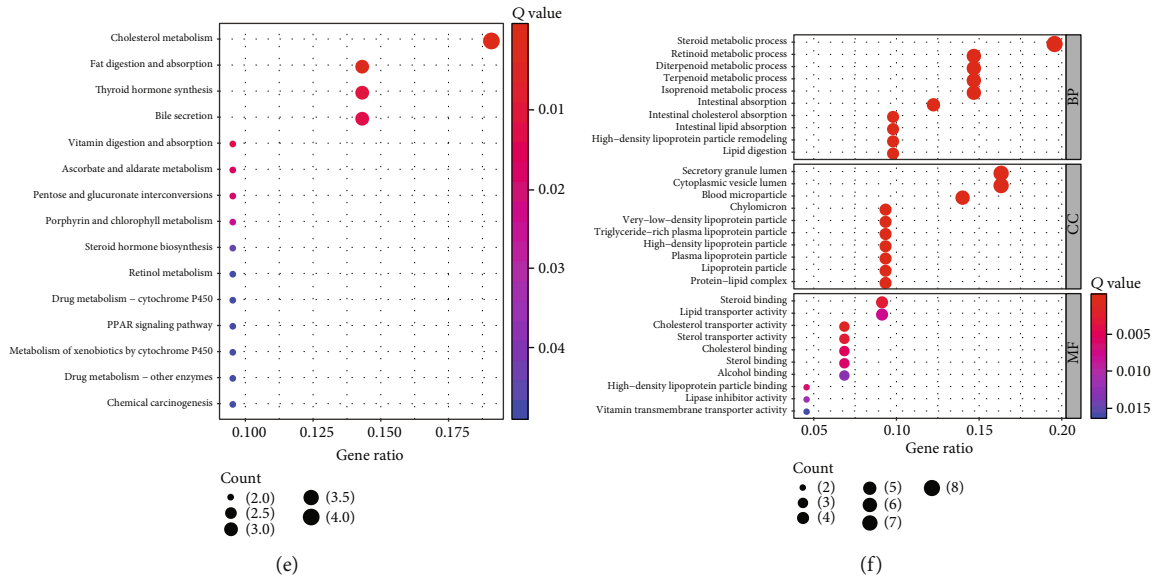 Q value
Cholesterol metabolism
Fat digestion and absorption
Thyroid hormone synthesis
Bile secretion
Vitamin digestion and absorption
Ascorbate and aldarate metabolism
Pentose and glucuronate interconversions
Porphyrin and chlorophyll metabolism
Steroid hormone biosynthesis
Retinol metabolism
Drug metabolism − cytochrome P450
PPAR signaling pathway
Metabolism of xenobiotics by cytochrome P450
Drug metabolism − other enzymes
Chemical carcinogenesis
0.01
0.02
0.03
0.04
0.100 0.125 0.150 0.175
Gene ratio
Count
(2.0) (3.5)
(2.5) (4.0)
(3.0)
(e)
Steroid metabolic process
Retinoid metabolic process
Diterpenoid metabolic process
Terpenoid metabolic process
Isoprenoid metabolic process
Intestinal absorption
Intestinal cholesterol absorption
Intestinal lipid absorption
High−density lipoprotein particle remodeling
Lipid digestion
BP
Secretory granule lumen
Cytoplasmic vesicle lumen
Blood microparticle
Chylomicron
Very−low−density lipoprotein particle
Triglyceride−rich plasma lipoprotein particle
High−density lipoprotein particle
Plasma lipoprotein particle
Lipoprotein particle
Protein−lipid complex
CC
Steroid binding
Lipid transporter activity
Cholesterol transporter activity
Sterol transporter activity
Cholesterol binding
Sterol binding
Alcohol binding
High−density lipoprotein particle binding
Lipase inhibitor activity
Vitamin transmembrane transporter activity
MF
Q value
0.005
0.010
0.015
0.05 0.10 0.15 0.20
Gene ratio
Count
(2) (5) (8)
(3) (6)
(4) (7)
(f)